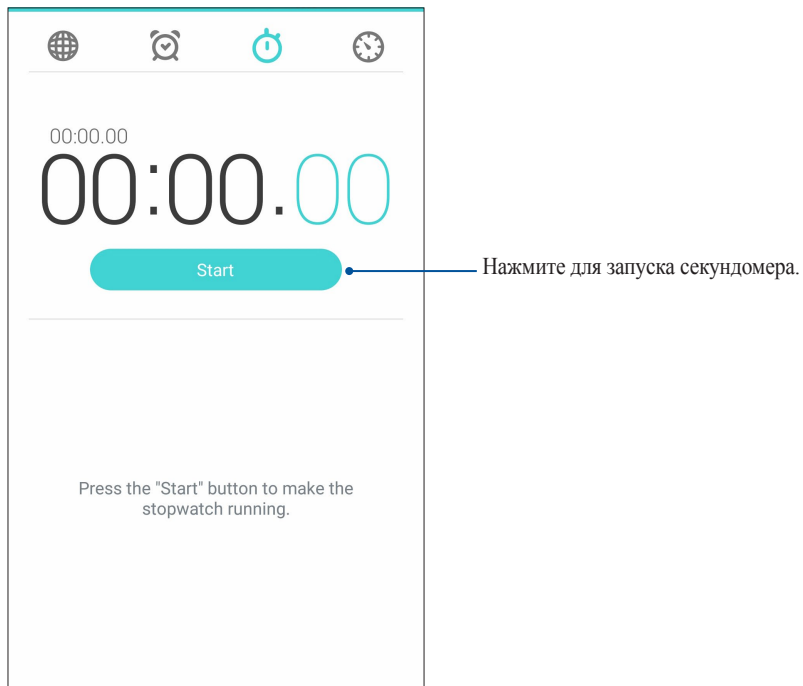 00:00.00
00:00.00
Start
Нажмите для запуска секундомера.
Press the "Start" button to make the
stopwatch running.